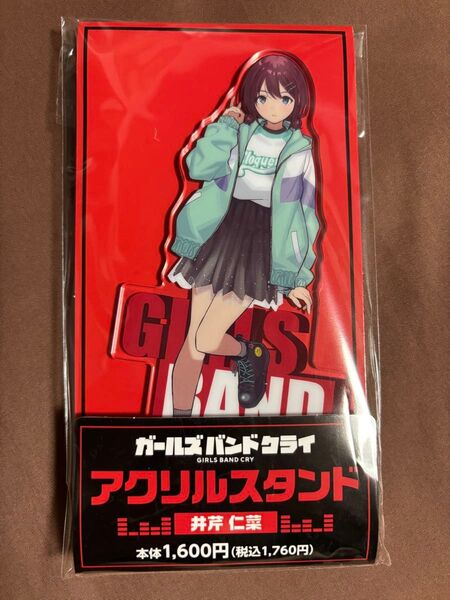 Moques
GIRLS
BAND
ガールズバンドクライ
GIRLS BAND CRY
アクリルスタンド
井芹 仁菜
本体1,600円(税込1,760円)